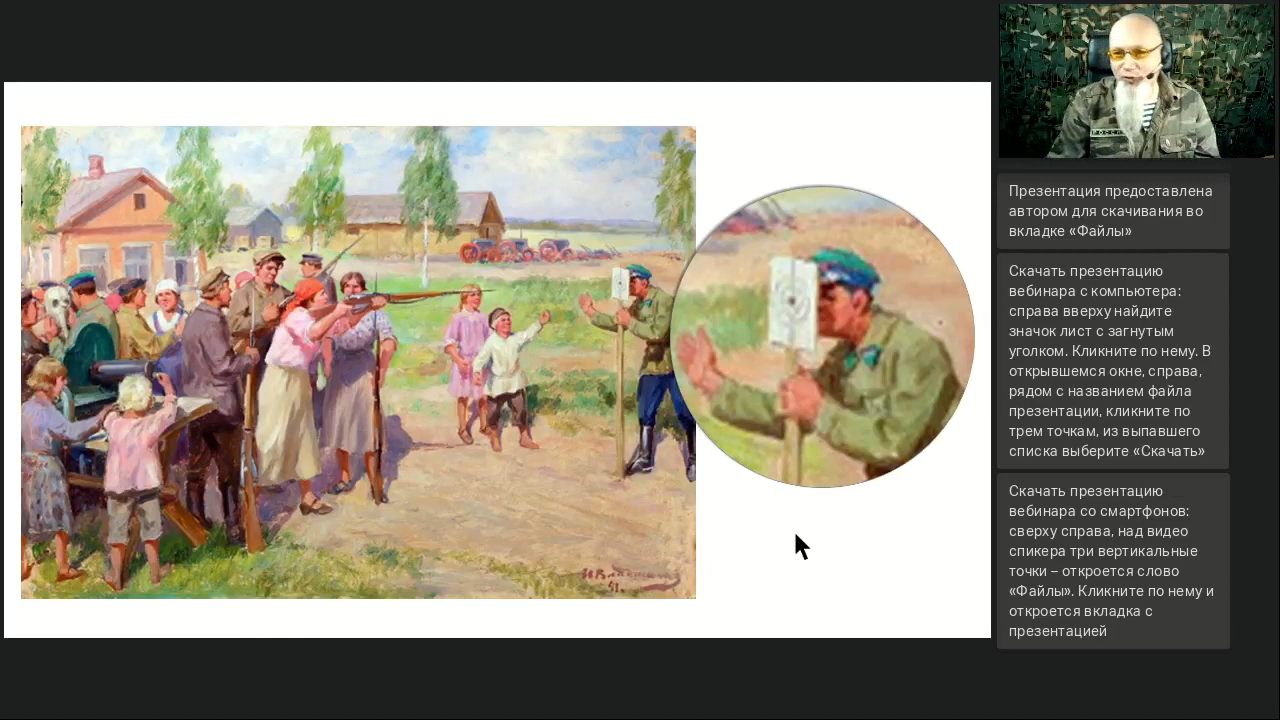 РОССИЯ
Презентация предоставлена
автором для скачивания во
вкладке «Файлы»
Скачать презентацию
вебинара с компьютера:
справа вверху найдите
значок лист с загнутым
уголком. Кликните по нему. В
открывшемся окне, справа,
рядом с названием файла
презентации, кликните по
трем точкам, из выпавшего
списка выберите «Скачать»
Скачать презентацию
вебинара со смартфонов:
сверху справа, над видео
спикера три вертикальные
точки – откроется слово
«Файлы». Кликните по нему и
откроется вкладка с
презентацией